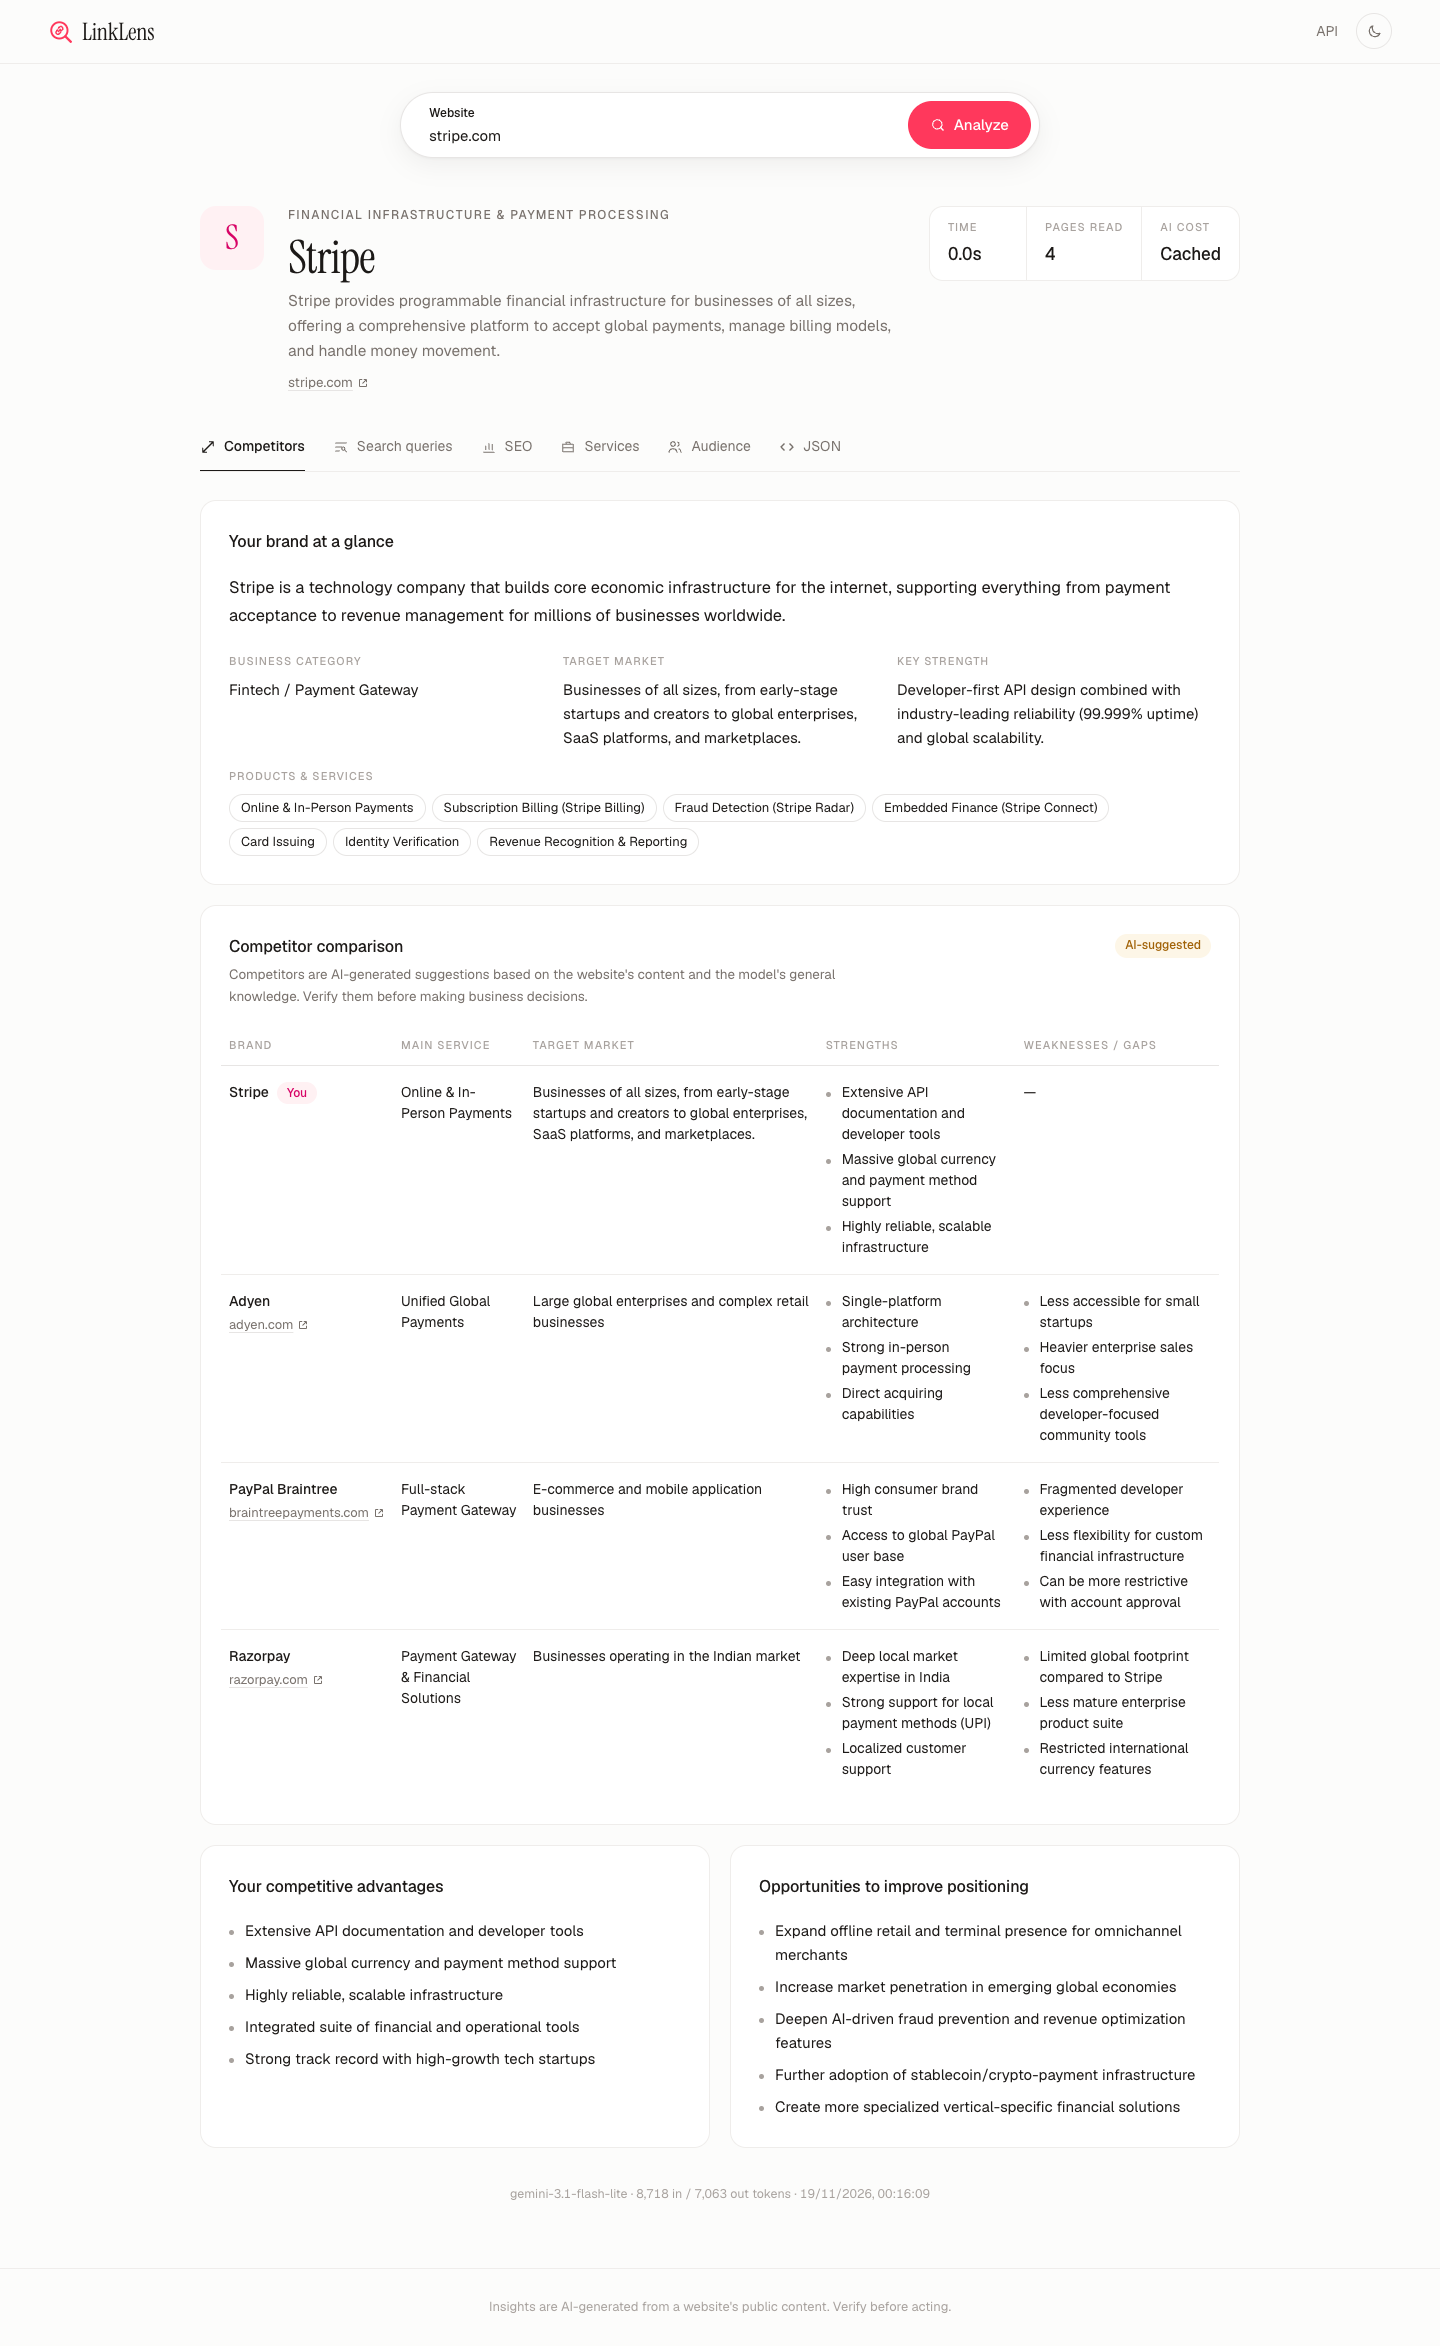 LinkLens
API
Website
stripe.com
Analyze
S
FINANCIAL INFRASTRUCTURE & PAYMENT PROCESSING
Stripe
Stripe provides programmable financial infrastructure for businesses of all sizes,
offering a comprehensive platform to accept global payments, manage billing models,
and handle money movement.
stripe.com
TIME
0.0s
PAGES READ
4
AI COST
Cached
Competitors
Search queries
SEO
Services
Audience
JSON
Your brand at a glance
Stripe is a technology company that builds core economic infrastructure for the internet, supporting everything from payment
acceptance to revenue management for millions of businesses worldwide.
BUSINESS CATEGORY
Fintech / Payment Gateway
TARGET MARKET
Businesses of all sizes, from early-stage
startups and creators to global enterprises,
SaaS platforms, and marketplaces.
KEY STRENGTH
Developer-first API design combined with
industry-leading reliability (99.999% uptime)
and global scalability.
PRODUCTS & SERVICES
Online & In-Person Payments
Subscription Billing (Stripe Billing)
Fraud Detection (Stripe Radar)
Embedded Finance (Stripe Connect)
Card Issuing
Identity Verification
Revenue Recognition & Reporting
Competitor comparison
AI-suggested
Competitors are AI-generated suggestions based on the website's content and the model's general
knowledge. Verify them before making business decisions.
BRAND
MAIN SERVICE
TARGET MARKET
STRENGTHS
WEAKNESSES / GAPS
Stripe
You
Online & In-
Person Payments
Businesses of all sizes, from early-stage
startups and creators to global enterprises,
SaaS platforms, and marketplaces.
Extensive API
documentation and
developer tools
Massive global currency
and payment method
support
Highly reliable, scalable
infrastructure
—
Adyen
adyen.com
Unified Global
Payments
Large global enterprises and complex retail
businesses
Single-platform
architecture
Strong in-person
payment processing
Direct acquiring
capabilities
Less accessible for small
startups
Heavier enterprise sales
focus
Less comprehensive
developer-focused
community tools
PayPal Braintree
braintreepayments.com
Full-stack
Payment Gateway
E-commerce and mobile application
businesses
High consumer brand
trust
Access to global PayPal
user base
Easy integration with
existing PayPal accounts
Fragmented developer
experience
Less flexibility for custom
financial infrastructure
Can be more restrictive
with account approval
Razorpay
razorpay.com
Payment Gateway
& Financial
Solutions
Businesses operating in the Indian market
Deep local market
expertise in India
Strong support for local
payment methods (UPI)
Localized customer
support
Limited global footprint
compared to Stripe
Less mature enterprise
product suite
Restricted international
currency features
Your competitive advantages
Extensive API documentation and developer tools
Massive global currency and payment method support
Highly reliable, scalable infrastructure
Integrated suite of financial and operational tools
Strong track record with high-growth tech startups
Opportunities to improve positioning
Expand offline retail and terminal presence for omnichannel
merchants
Increase market penetration in emerging global economies
Deepen AI-driven fraud prevention and revenue optimization
features
Further adoption of stablecoin/crypto-payment infrastructure
Create more specialized vertical-specific financial solutions
gemini-3.1-flash-lite · 8,718 in / 7,063 out tokens · 19/11/2026, 00:16:09
Insights are AI-generated from a website's public content. Verify before acting.